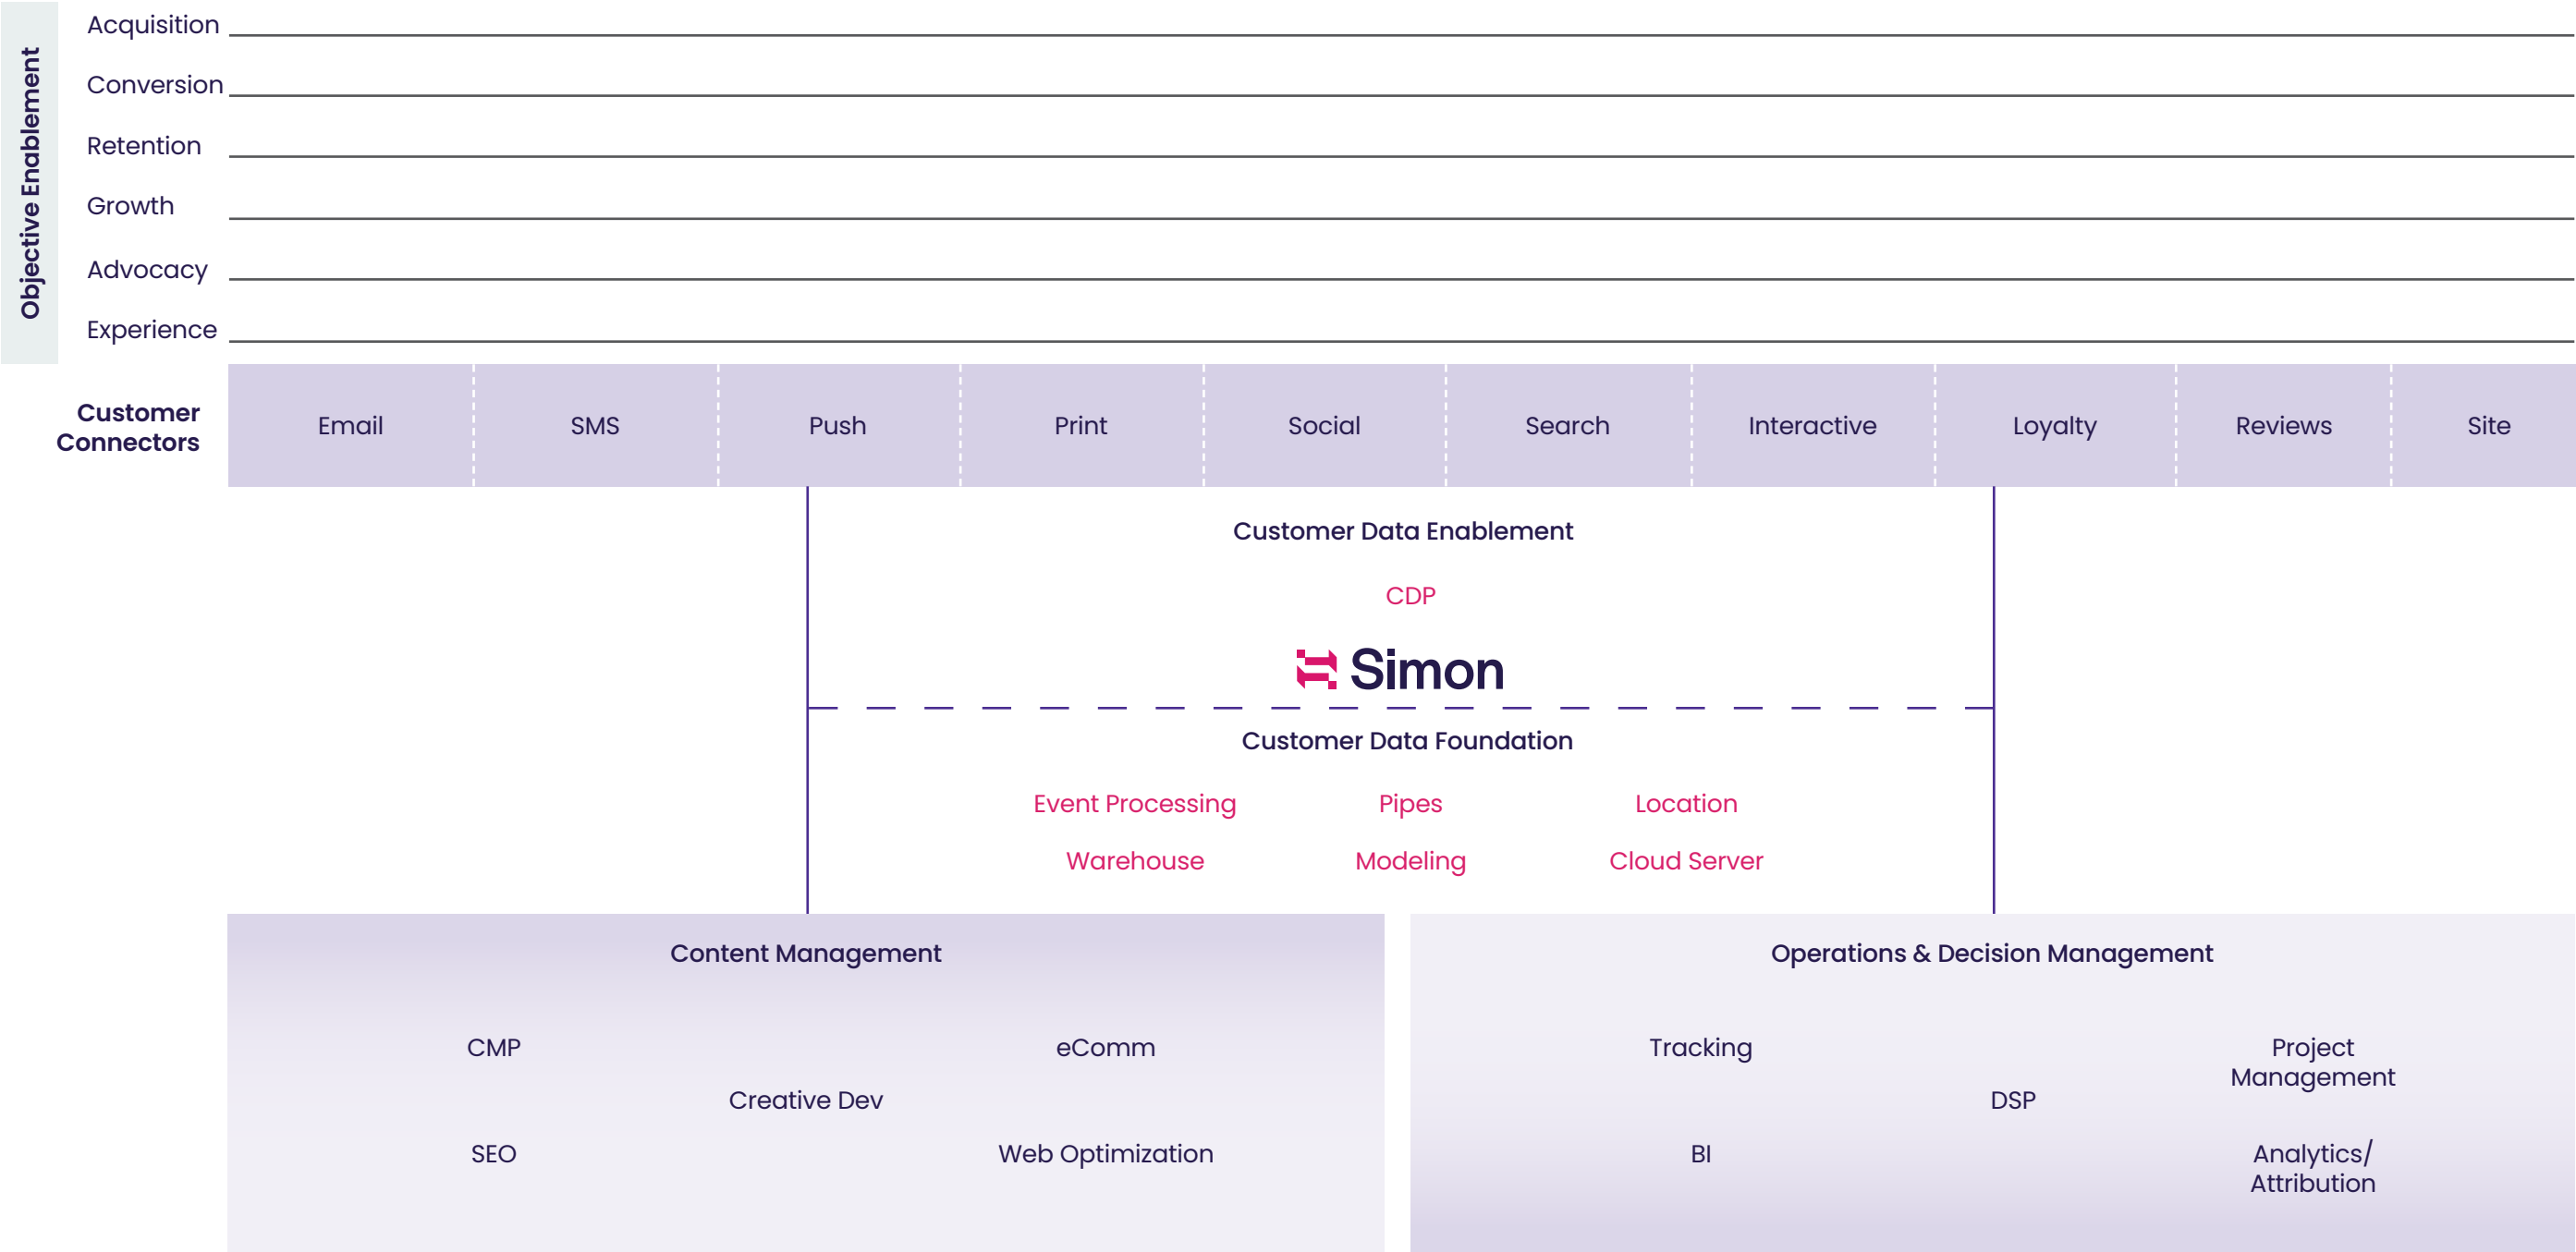 Objective Enablement
Acquisition
Conversion
Retention
Growth
Advocacy
Experience
Customer
Connectors
Email
SMS
Push
Print
Social
Search
Interactive
Loyalty
Reviews
Site
Customer Data Enablement
CDP
Simon
Customer Data Foundation
Event Processing
Pipes
Location
Warehouse
Modeling
Cloud Server
Content Management
CMP
eComm
Creative Dev
SEO
Web Optimization
Operations & Decision Management
Tracking
Project
Management
DSP
BI
Analytics/
Attribution